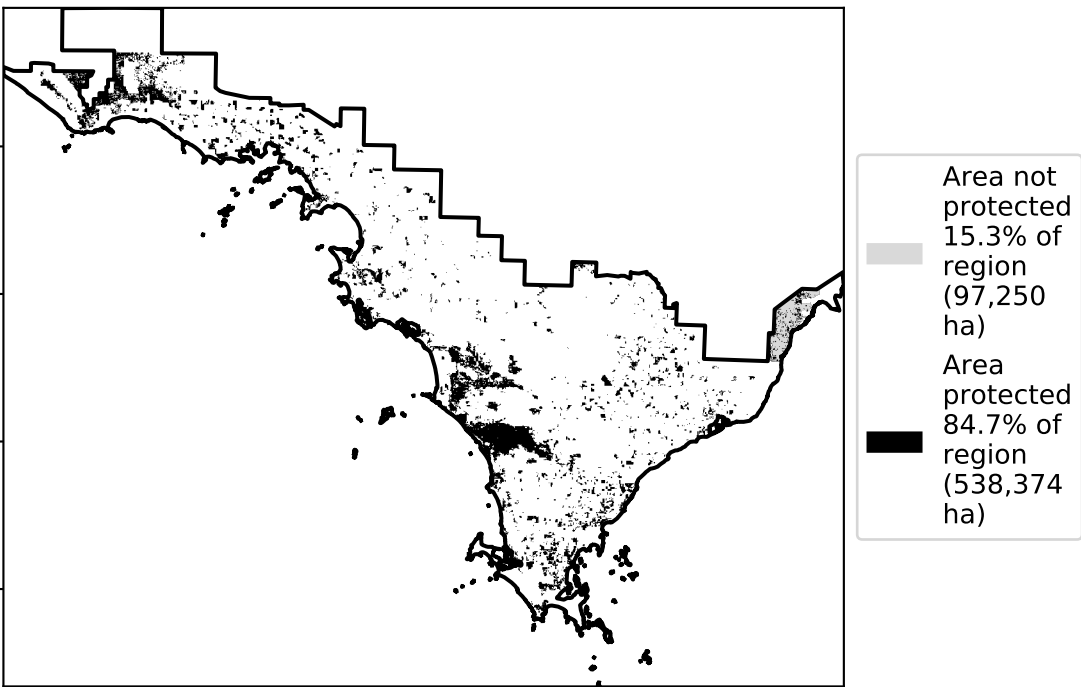 Area not
protected
15.3% of
region
(97,250
ha)
Area
protected
84.7% of
region
(538,374
ha)